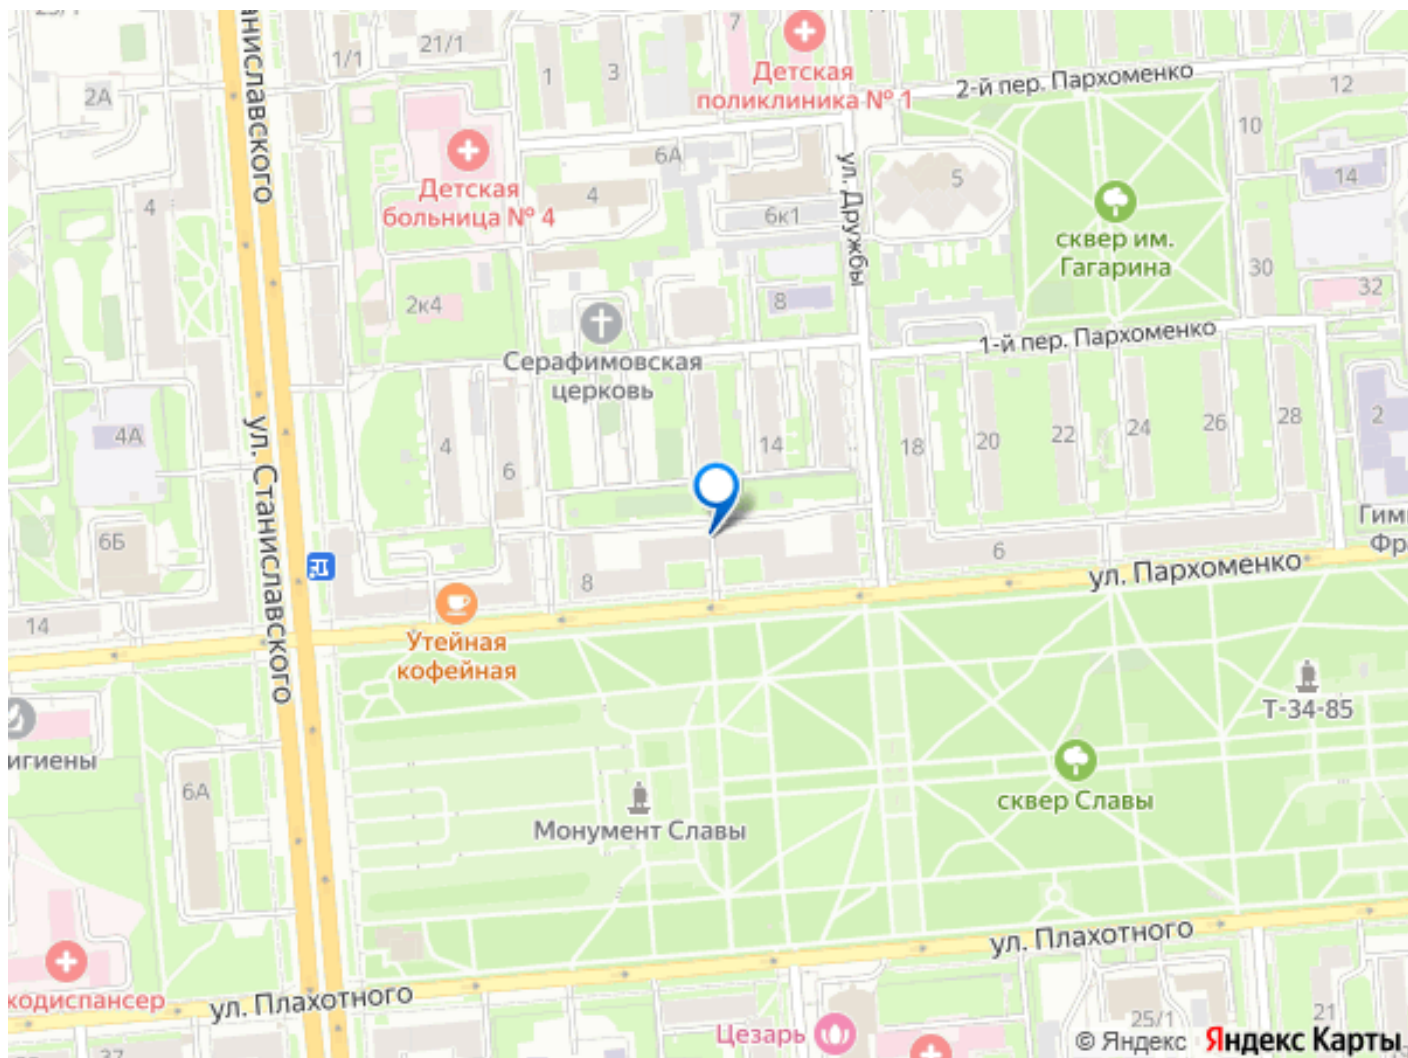 21/1
7
1/1
1
3
Детская
поликлиника № 1
2-й пер. Пархоменко
12
2А
ул. Станиславского
10
6А
Детская
больница № 4
4
4
6к1
ул. Дружбы
5
14
сквер им.
Гагарина
30
32
2к4
8
Серафимовская
церковь
1-й пер. Пархоменко
4А
ул. Станиславского
4
6
14
18
20
22
24
26
28
2
6Б
8
6
ул. Пархоменко
14
Утейная
кофейная
Т-34-85
игиены
6А
Монумент Славы
сквер Славы
ул. Плахотного
кодиспансер
ул. Плахотного
Цезарь
25/1
21
37
© Яндекс Яндекс Карты